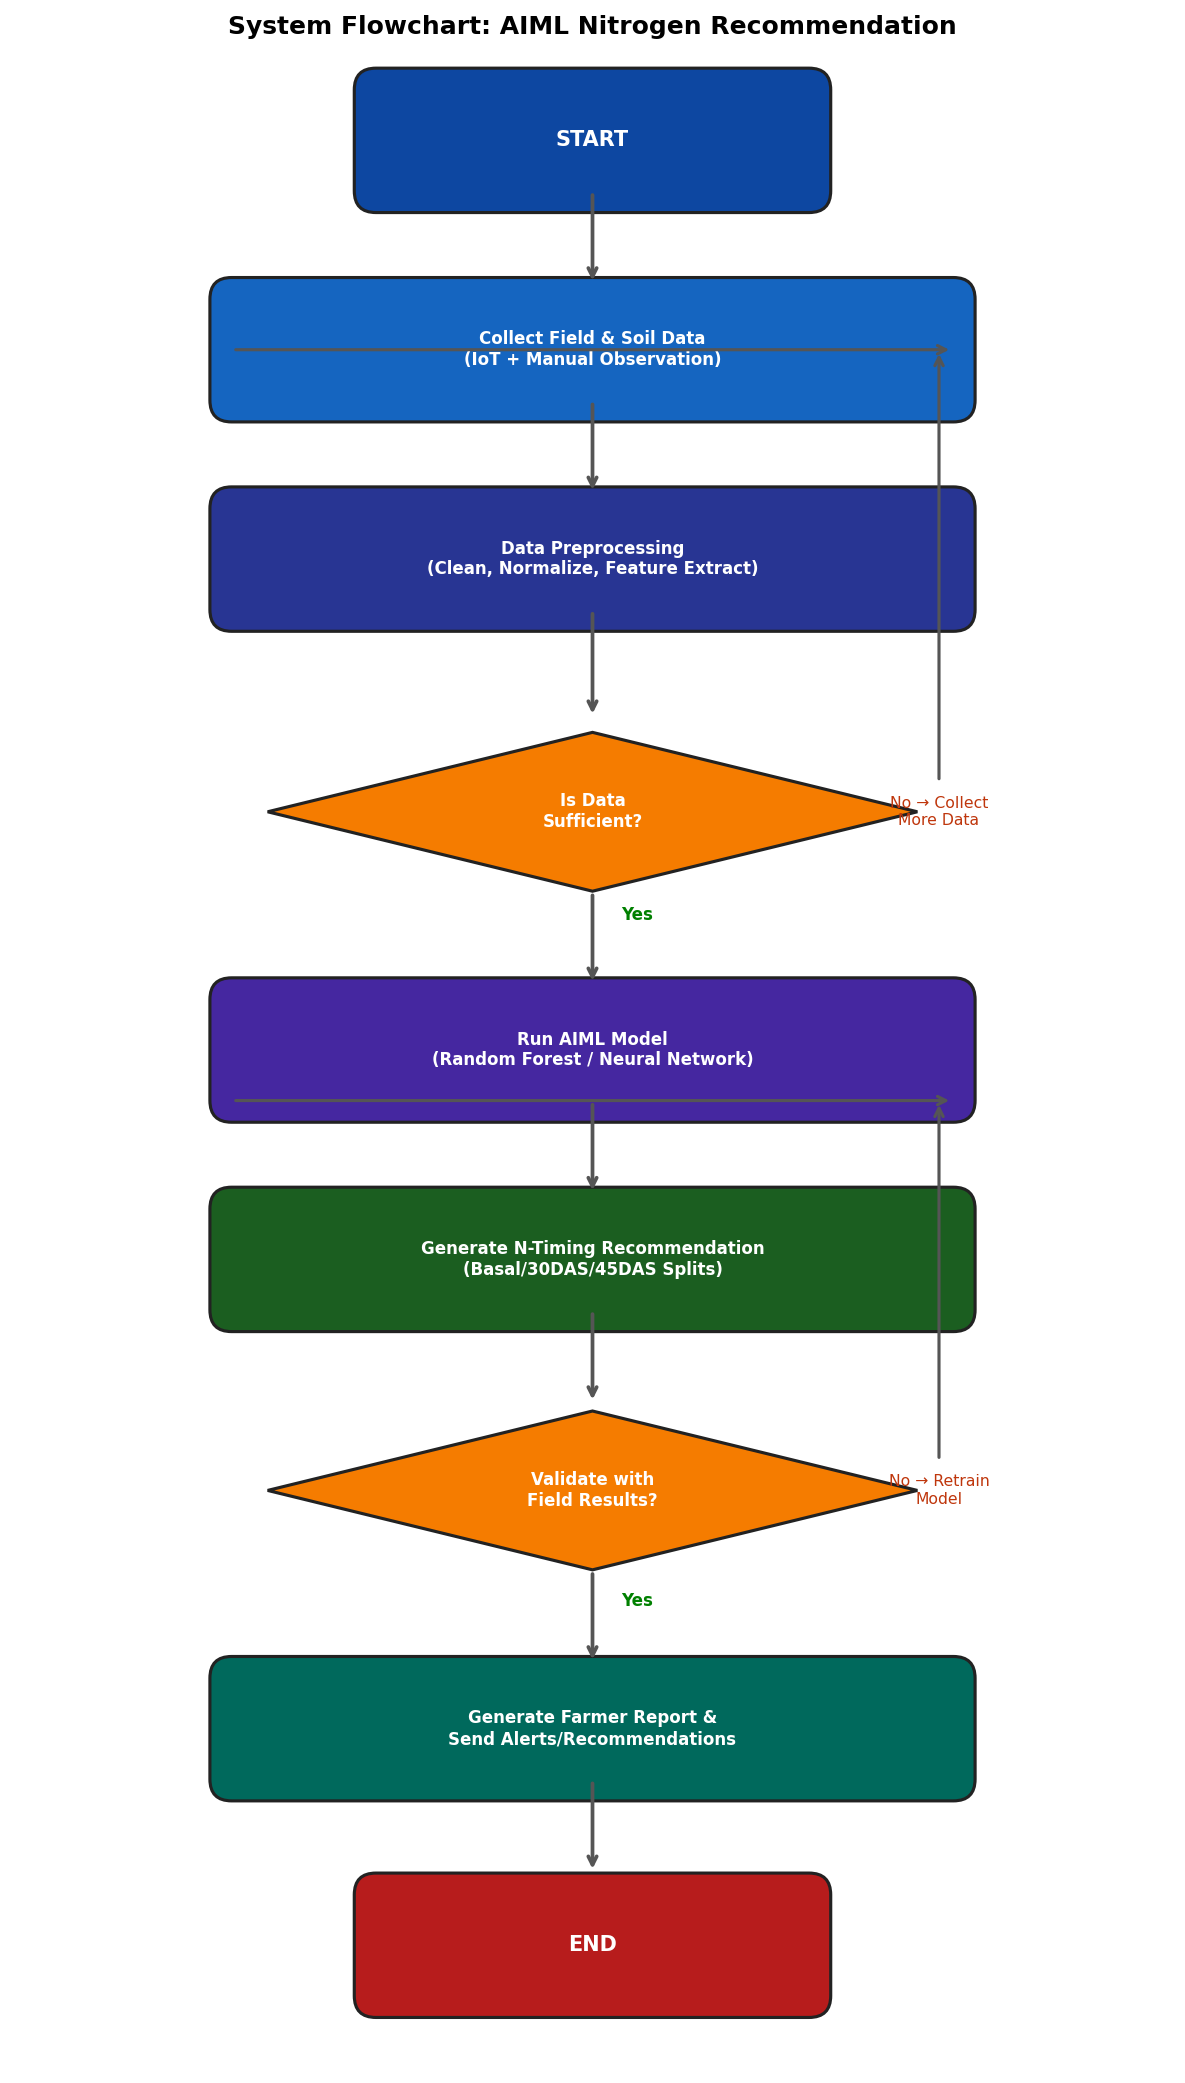 System Flowchart: AIML Nitrogen Recommendation
START
Collect Field & Soil Data
(IoT + Manual Observation)
Data Preprocessing
(Clean, Normalize, Feature Extract)
Is Data
Sufficient?
No → Collect
More Data
Yes
Run AIML Model
(Random Forest / Neural Network)
Generate N-Timing Recommendation
(Basal/30DAS/45DAS Splits)
Validate with
Field Results?
No → Retrain
Model
Yes
Generate Farmer Report &
Send Alerts/Recommendations
END